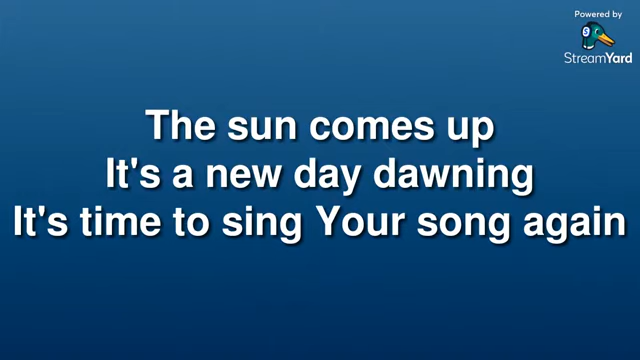 Powered by
StreamYard
The sun comes up
It's a new day dawning
It's time to sing Your song again